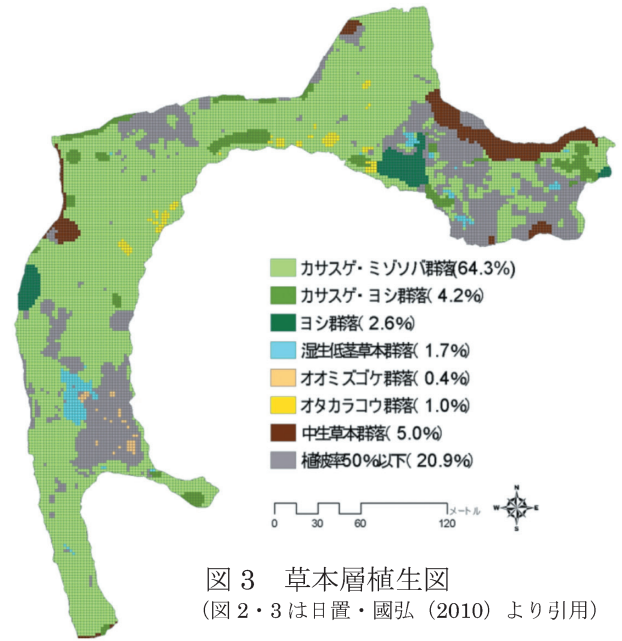 カサスゲ・ミゾソバ群落(64.3%)
カサスゲ・ヨシ群落( 4.2%)
ヨシ群落( 2.6%)
湿生低茎草本群落( 1.7%)
オオミズゴケ群落( 0.4%)
オタカラコウ群落( 1.0%)
中生草本群落( 5.0%)
植被率50%以下( 20.9%)
メートル
0 30 60 120
N
W E
S
図3 草本層植生図
(図2・3は日置・國弘(2010)より引用)